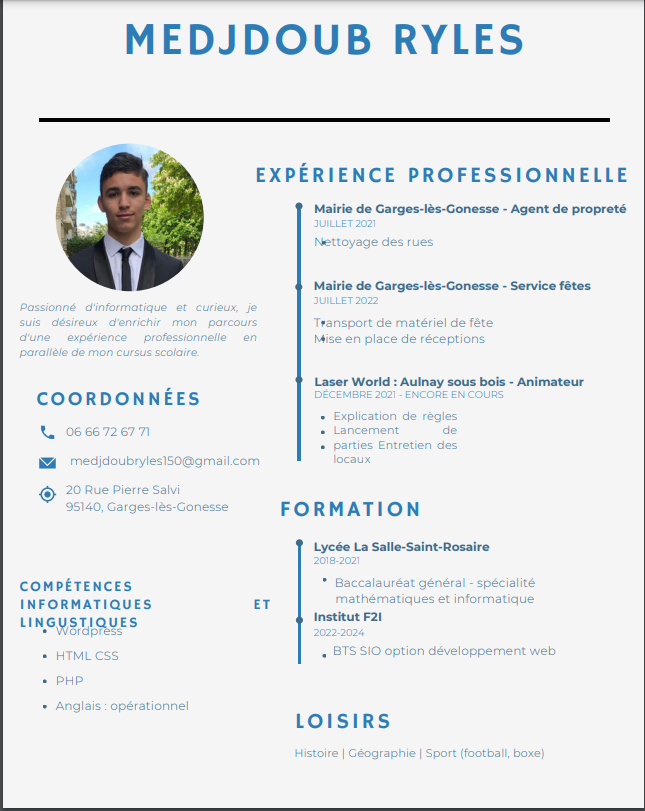 MEDJDOUB RYLES
Passionné d'informatique et curieux, je
suis désireux d'enrichir mon parcours
d'une expérience professionnelle en
parallèle de mon cursus scolaire.
COORDONNÉES
06 66 72 67 71
medjdoubryles150@gmail.com
20 Rue Pierre Salvi
95140, Garges-lès-Gonesse
COMPÉTENCES
INFORMATIQUES ET
LINGUISTIQUES
• Wordpress
• HTML CSS
• PHP
• Anglais : opérationnel
EXPÉRIENCE PROFESSIONNELLE
Mairie de Garges-lès-Gonesse - Agent de propreté
JUILLET 2021
Nettoyage des rues
Mairie de Garges-lès-Gonesse - Service fêtes
JUILLET 2022
Transport de matériel de fête
Mise en place de réceptions
Laser World : Aulnay sous bois - Animateur
DÉCEMBRE 2021 - ENCORE EN COURS
• Explication de règles
• Lancement de
• parties Entretien des
locaux
FORMATION
Lycée La Salle-Saint-Rosaire
2018-2021
• Baccalauréat général - spécialité
mathématiques et informatique
Institut F2I
2022-2024
• BTS SIO option développement web
LOISIRS
Histoire | Géographie | Sport (football, boxe)